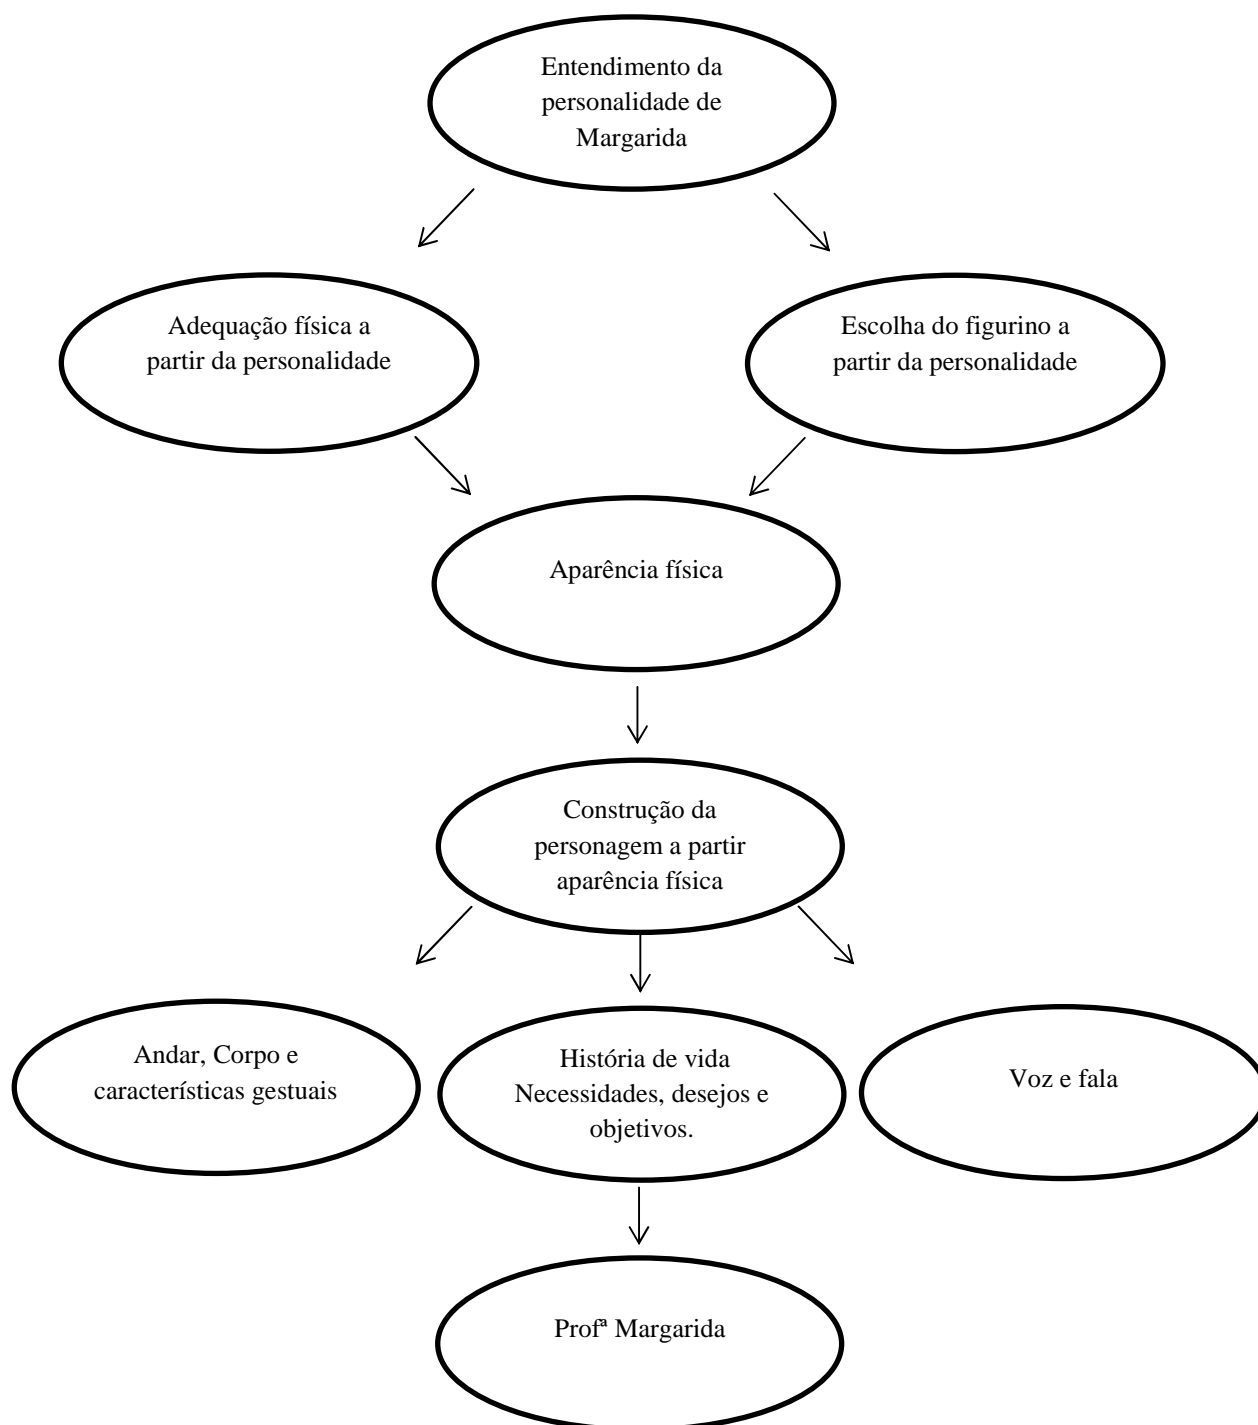 Entendimento da
personalidade de
Margarida
Adequação física a
partir da personalidade
Escolha do figurino a
partir da personalidade
Aparência física
Construção da
personagem a partir
aparência física
Andar, Corpo e
características gestuais
História de vida
Necessidades, desejos e
objetivos.
Voz e fala
Profª Margarida